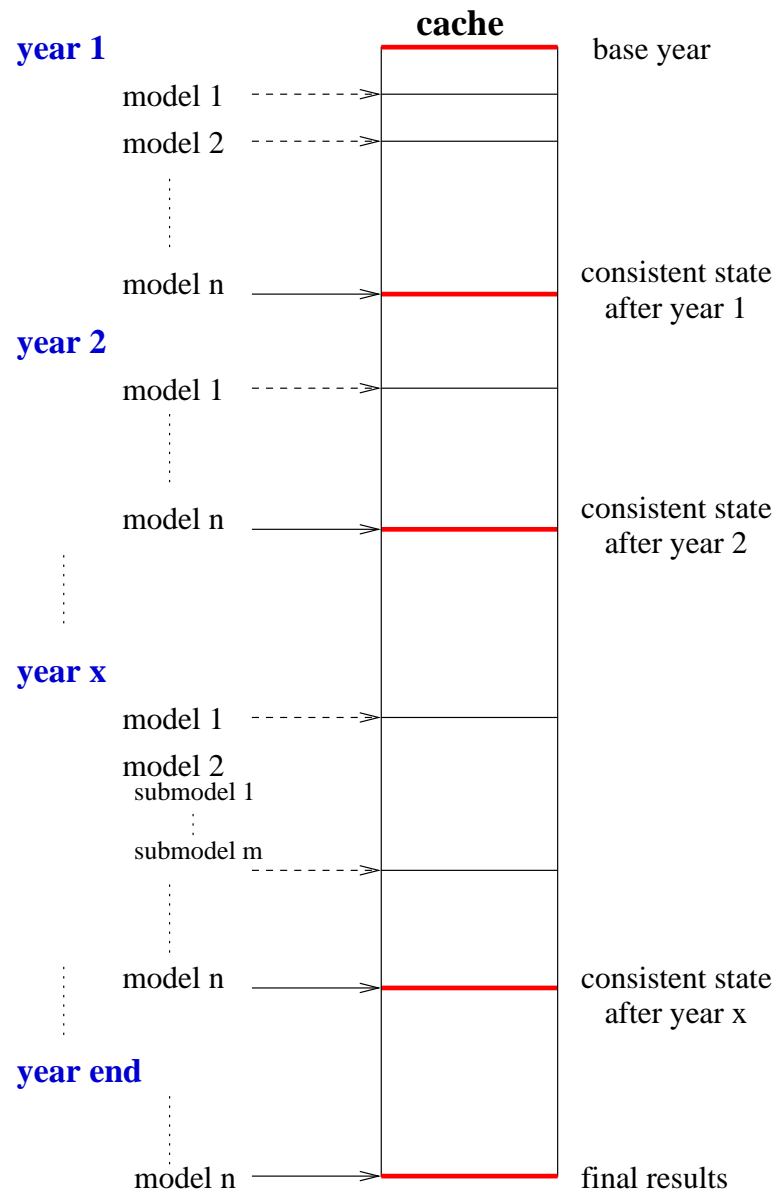 cache
year 1
base year
model 1
model 2
model n
consistent state
after year 1
year 2
model 1
model n
consistent state
after year 2
year x
model 1
model 2
submodel 1
submodel m
model n
consistent state
after year x
year end
model n
final results